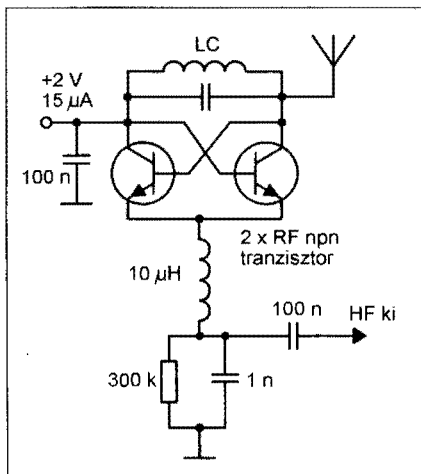 LC
+2 V
15 µA
100 n
2 x RF npn
tranzisztor
10 µH
100 n
HF ki
300 k
1 n